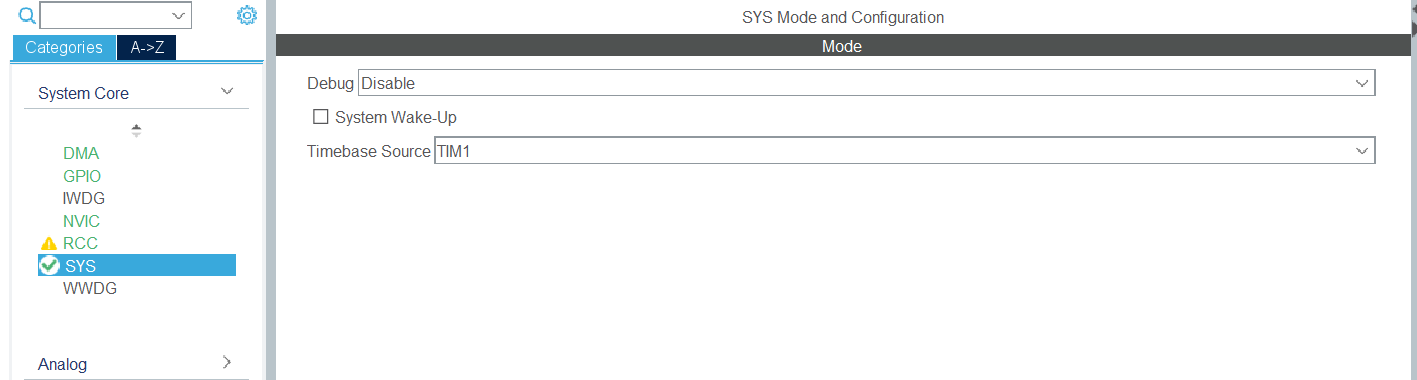 SYS Mode and Configuration
Categories A->Z
Mode
System Core
Debug Disable
System Wake-Up
Timebase Source TIM1
DMA
GPIO
IWDG
NVIC
RCC
SYS
WWDG
Analog